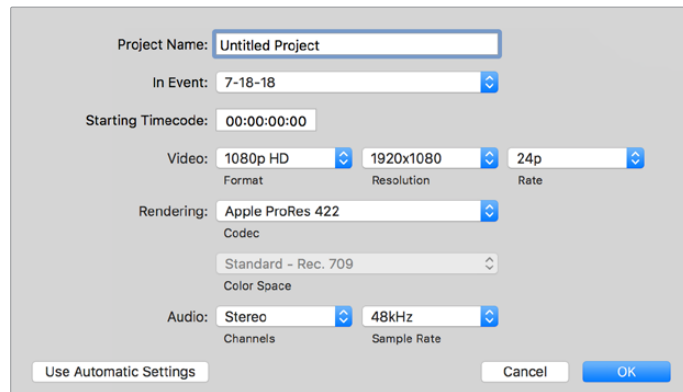 Project Name: Untitled Project
In Event: 7-18-18
Starting Timecode: 00:00:00:00
Video: 1080p HD 1920x1080 24p
Format Resolution Rate
Rendering: Apple ProRes 422
Codec
Standard - Rec. 709
Color Space
Audio: Stereo 48kHz
Channels Sample Rate
Use Automatic Settings Cancel OK